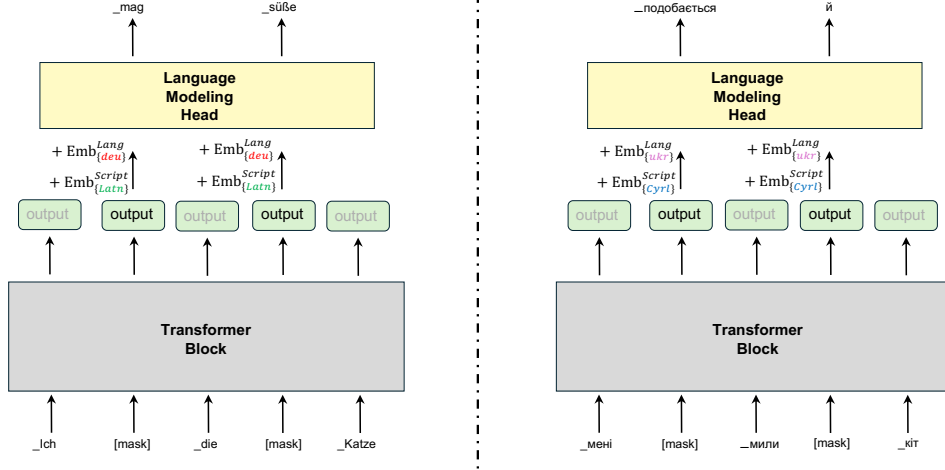 _mag _süße
Language
Modeling
Head
+ Emb^{Lang}_{{deu}} + Emb^{Lang}_{{deu}}
+ Emb^{Script}_{{Latn}} + Emb^{Script}_{{Latn}}
output output output output output
Transformer
Block
_Ich [mask] _die [mask] _Katze
_подобається й
Language
Modeling
Head
+ Emb^{Lang}_{{ukr}} + Emb^{Lang}_{{ukr}}
+ Emb^{Script}_{{Cyrl}} + Emb^{Script}_{{Cyrl}}
output output output output output
Transformer
Block
_мені [mask] _мили [mask] _кіт